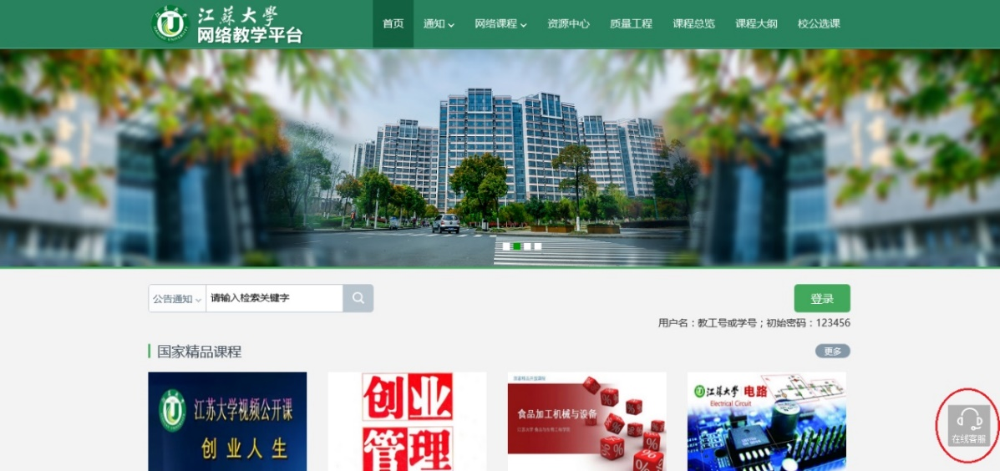 江苏大学
网络教学平台
首页 通知 网络课程 资源中心 质量工程 课程总览 课程大纲 校公选课
公告通知 请输入检索关键字 登录
用户名：教工号或学号；初始密码：123456
国家精品课程 更多
江苏大学视频公开课
创业人生
创业
管理
食品加工机械与设备
江苏大学 电路
Electrical Circuit
在线客服